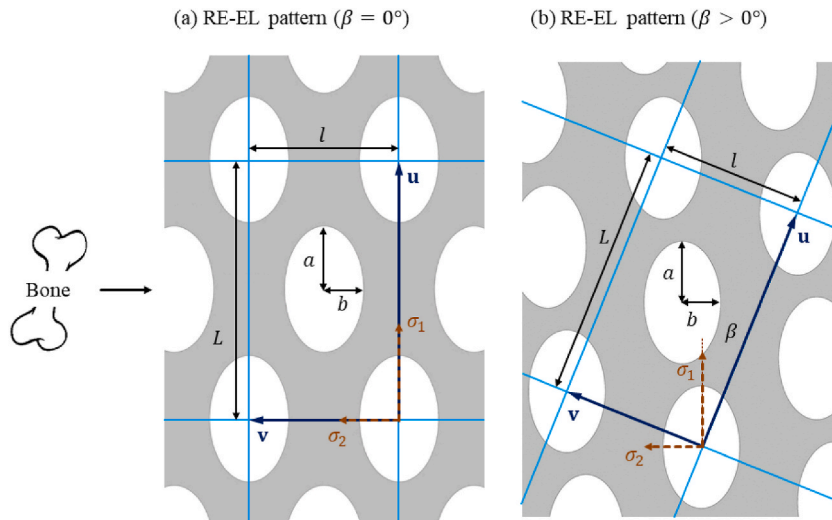 (a) RE-EL pattern (β = 0°)
(b) RE-EL pattern (β > 0°)
l
u
a
b
L
σ₁
σ₂
v
Bone
l
u
L
a
b
β
σ₁
σ₂
v